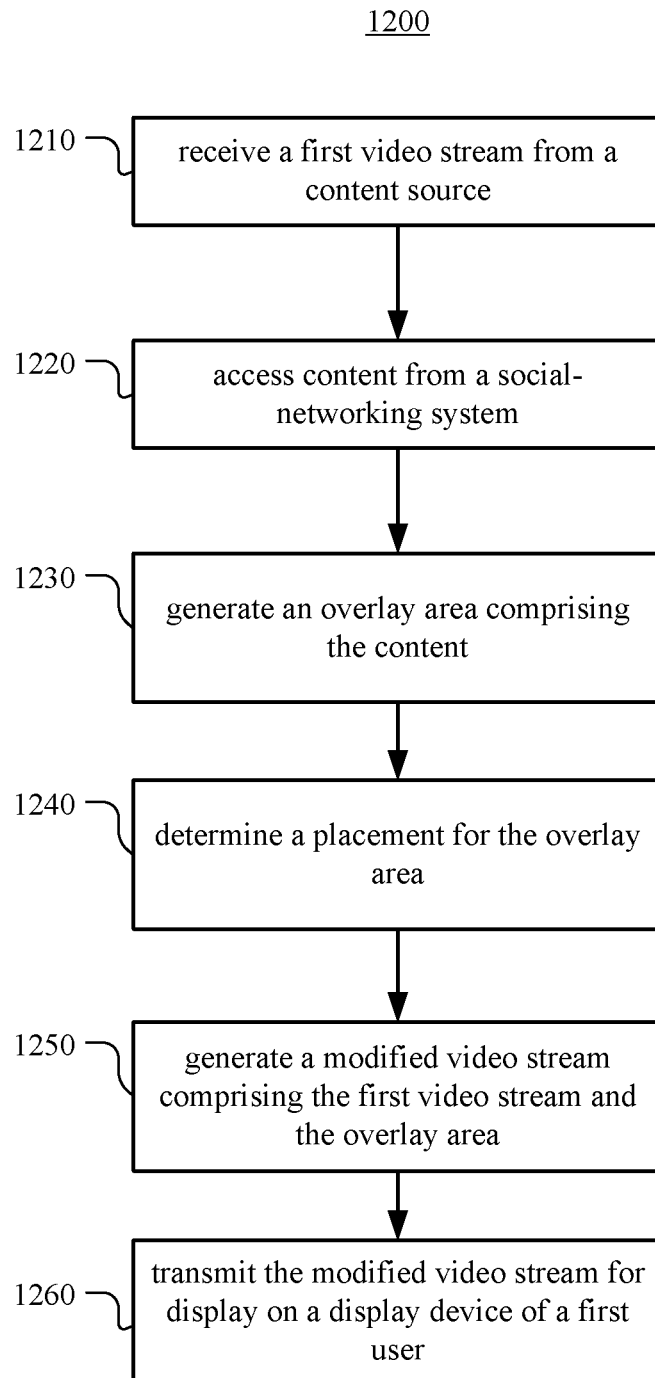 1200
1210
receive a first video stream from a
content source
1220
access content from a social-
networking system
1230
generate an overlay area comprising
the content
1240
determine a placement for the overlay
area
1250
generate a modified video stream
comprising the first video stream and
the overlay area
1260
transmit the modified video stream for
display on a display device of a first
user